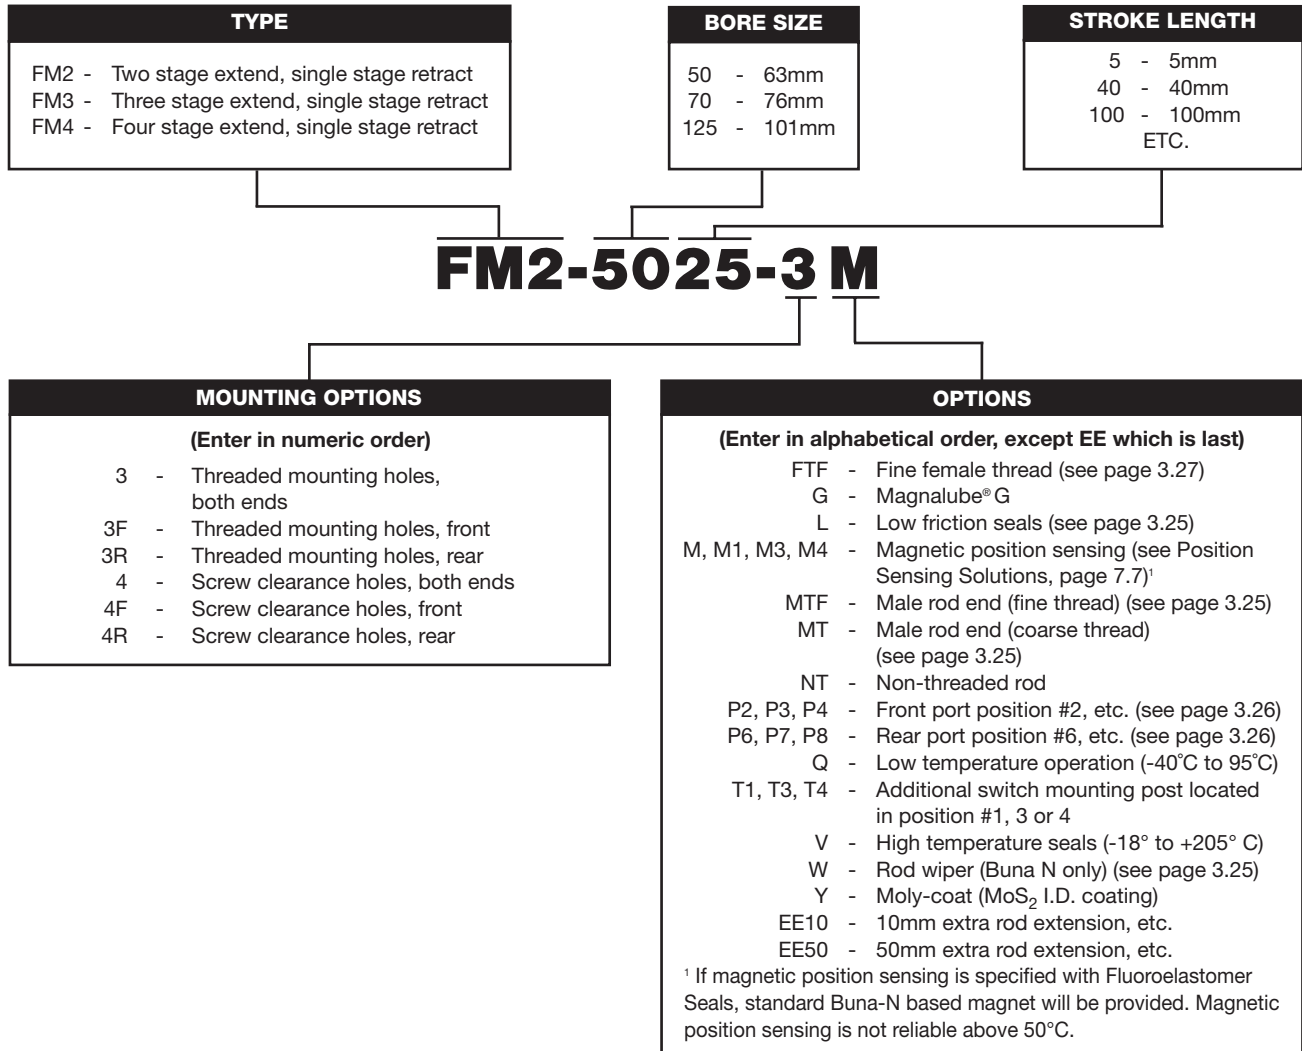 TYPE
FM2 - Two stage extend, single stage retract
FM3 - Three stage extend, single stage retract
FM4 - Four stage extend, single stage retract
BORE SIZE
50 - 63mm
70 - 76mm
125 - 101mm
STROKE LENGTH
5 - 5mm
40 - 40mm
100 - 100mm
ETC.
FM2-5025-3 M
MOUNTING OPTIONS
(Enter in numeric order)
3 - Threaded mounting holes,
both ends
3F - Threaded mounting holes, front
3R - Threaded mounting holes, rear
4 - Screw clearance holes, both ends
4F - Screw clearance holes, front
4R - Screw clearance holes, rear
OPTIONS
(Enter in alphabetical order, except EE which is last)
FTF - Fine female thread (see page 3.27)
G - Magnalube® G
L - Low friction seals (see page 3.25)
M, M1, M3, M4 - Magnetic position sensing (see Position
Sensing Solutions, page 7.7)¹
MTF - Male rod end (fine thread) (see page 3.25)
MT - Male rod end (coarse thread)
(see page 3.25)
NT - Non-threaded rod
P2, P3, P4 - Front port position #2, etc. (see page 3.26)
P6, P7, P8 - Rear port position #6, etc. (see page 3.26)
Q - Low temperature operation (-40˚C to 95˚C)
T1, T3, T4 - Additional switch mounting post located
in position #1, 3 or 4
V - High temperature seals (-18° to +205° C)
W - Rod wiper (Buna N only) (see page 3.25)
Y - Moly-coat (MoS₂ I.D. coating)
EE10 - 10mm extra rod extension, etc.
EE50 - 50mm extra rod extension, etc.
¹ If magnetic position sensing is specified with Fluoroelastomer
Seals, standard Buna-N based magnet will be provided. Magnetic
position sensing is not reliable above 50°C.